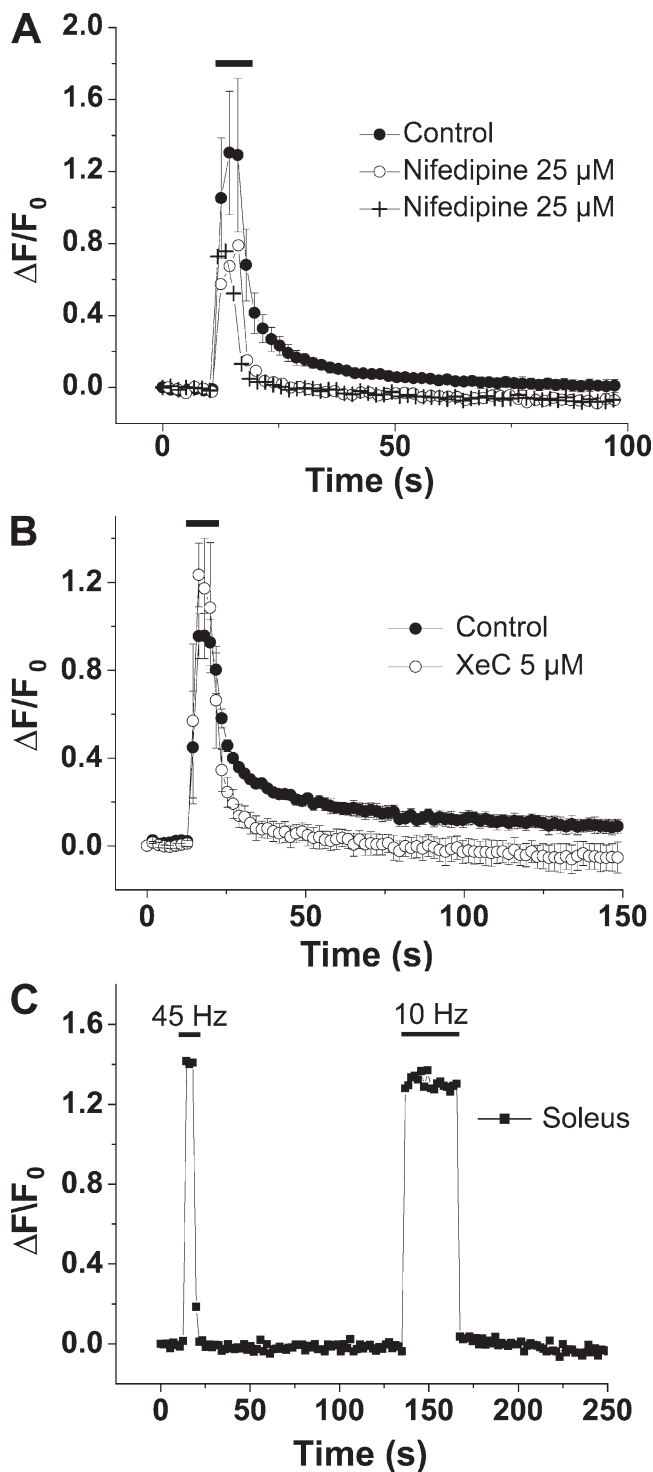 A
2.0
1.6
1.2
0.8
0.4
0.0
ΔF/F0
Control
Nifedipine 25 µM
Nifedipine 25 µM
0 50 100
Time (s)
B
1.2
0.8
0.4
0.0
ΔF/F0
Control
XeC 5 µM
0 50 100 150
Time (s)
C
1.6
1.2
0.8
0.4
0.0
ΔF\F0
45 Hz 10 Hz
Soleus
0 50 100 150 200 250
Time (s)